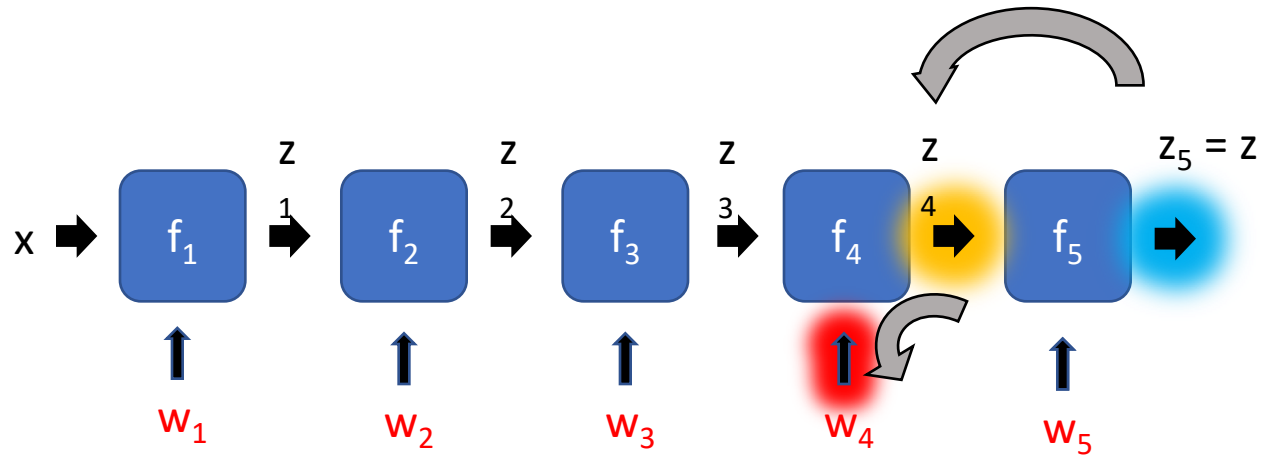 z₅ = z
z
1
z
2
z
3
z
4
x
f₁
f₂
f₃
f₄
f₅
w₁
w₂
w₃
w₄
w₅